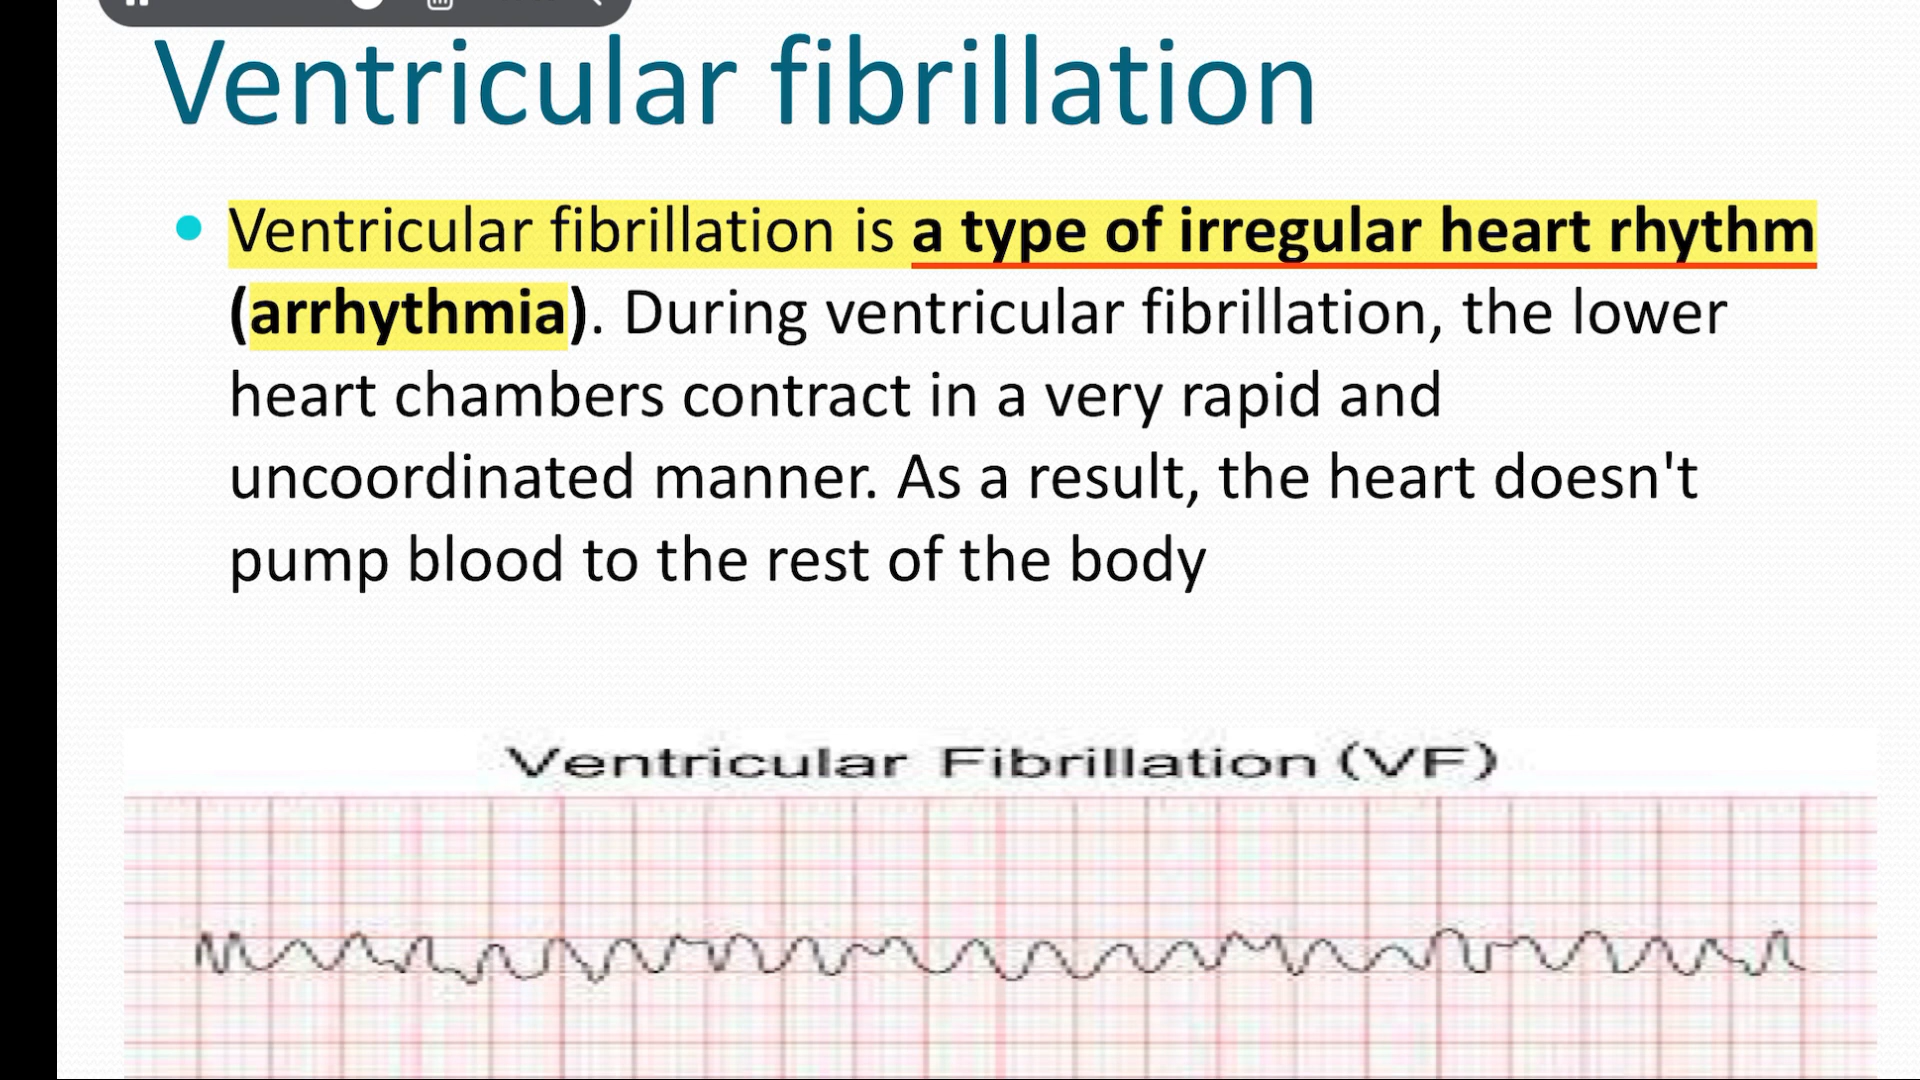 Ventricular fibrillation
Ventricular fibrillation is a type of irregular heart rhythm
(arrhythmia). During ventricular fibrillation, the lower
heart chambers contract in a very rapid and
uncoordinated manner. As a result, the heart doesn't
pump blood to the rest of the body
Ventricular Fibrillation (VF)